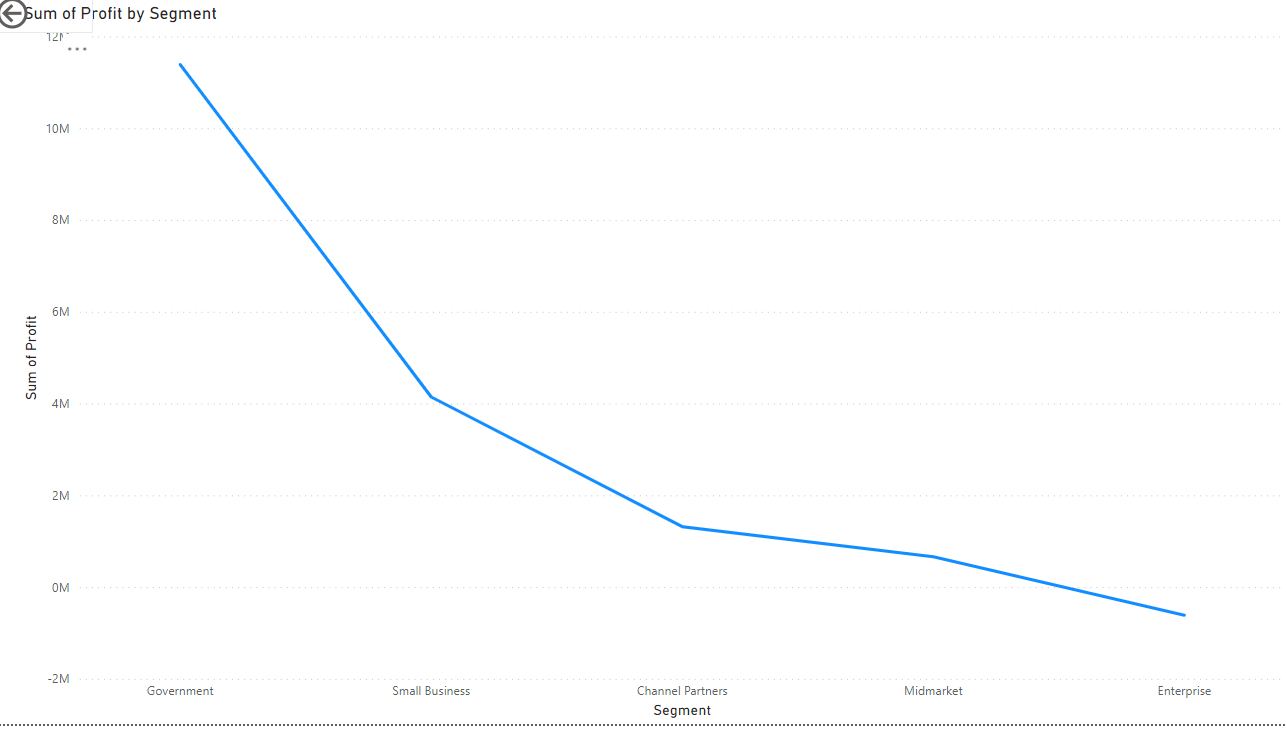 Sum of Profit by Segment
12M
10M
8M
6M
4M
2M
0M
-2M
Sum of Profit
Government
Small Business
Channel Partners
Midmarket
Enterprise
Segment